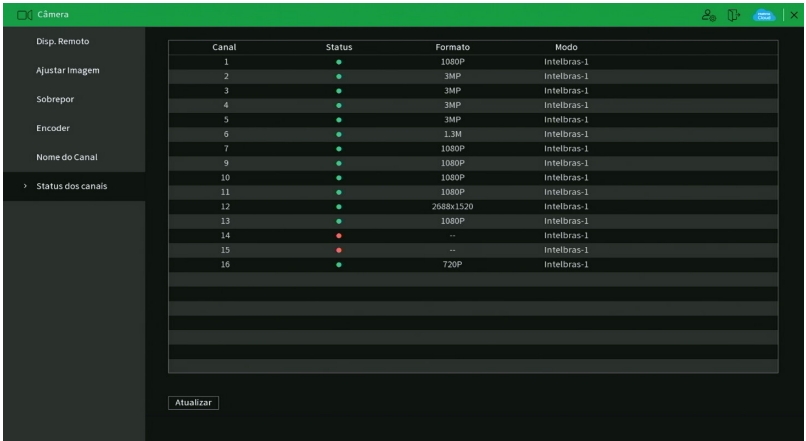 Câmera
Cloud
Disp. Remoto
Ajustar Imagem
Sobrepor
Encoder
Nome do Canal
Status dos canais
Canal Status Formato Modo
1 1080P Intelbras-1
2 3MP Intelbras-1
3 3MP Intelbras-1
4 3MP Intelbras-1
5 3MP Intelbras-1
6 1.3M Intelbras-1
7 1080P Intelbras-1
9 1080P Intelbras-1
10 1080P Intelbras-1
11 1080P Intelbras-1
12 2688x1520 Intelbras-1
13 1080P Intelbras-1
14 -- Intelbras-1
15 -- Intelbras-1
16 720P Intelbras-1
Atualizar